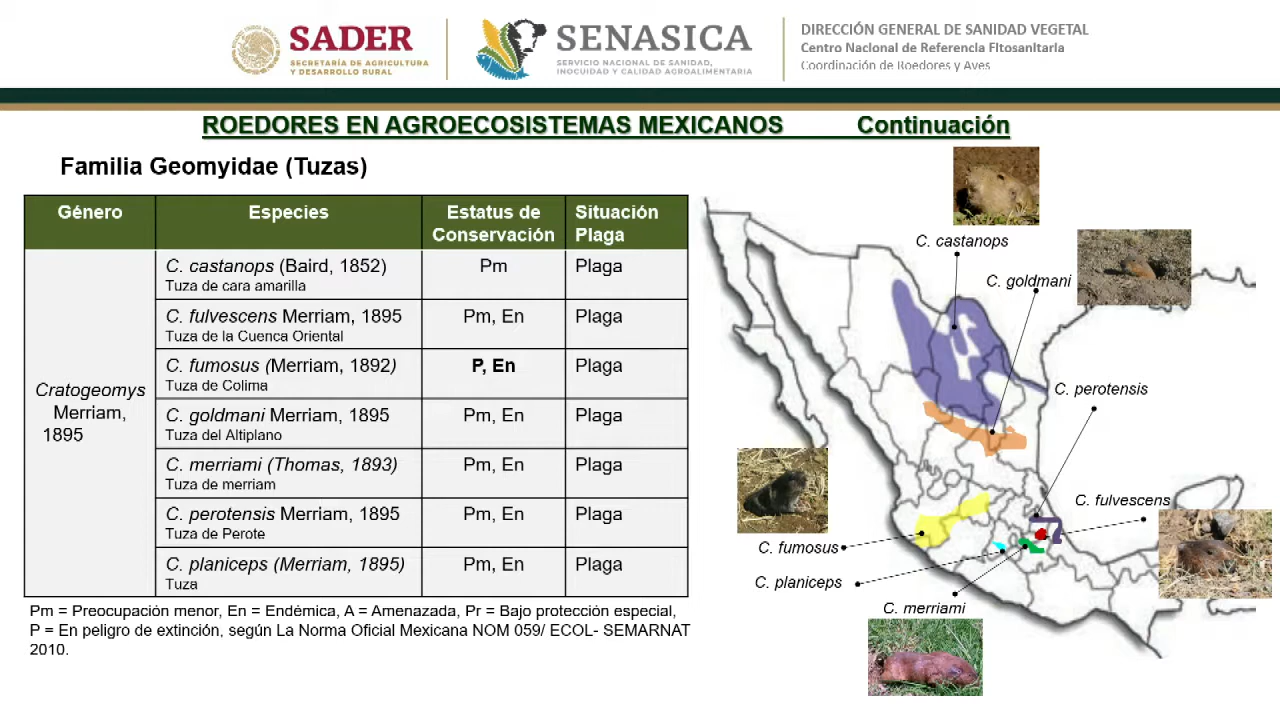 SADER
SECRETARÍA DE AGRICULTURA
Y DESARROLLO RURAL
SENASICA
SERVICIO NACIONAL DE SANIDAD,
INOCUIDAD Y CALIDAD AGROALIMENTARIA
DIRECCIÓN GENERAL DE SANIDAD VEGETAL
Centro Nacional de Referencia Fitosanitaria
Coordinación de Roedores y Aves
ROEDORES EN AGROECOSISTEMAS MEXICANOS Continuación
Familia Geomyidae (Tuzas)
Género Especies Estatus de Conservación Situación Plaga
Cratogeomys
Merriam,
1895
C. castanops (Baird, 1852) Pm Plaga
Tuza de cara amarilla
C. fulvescens Merriam, 1895 Pm, En Plaga
Tuza de la Cuenca Oriental
C. fumosus (Merriam, 1892) P, En Plaga
Tuza de Colima
C. goldmani Merriam, 1895 Pm, En Plaga
Tuza del Altiplano
C. merriami (Thomas, 1893) Pm, En Plaga
Tuza de merriam
C. perotensis Merriam, 1895 Pm, En Plaga
Tuza de Perote
C. planiceps (Merriam, 1895) Pm, En Plaga
Tuza
Pm = Preocupación menor, En = Endémica, A = Amenazada, Pr = Bajo protección especial,
P = En peligro de extinción, según La Norma Oficial Mexicana NOM 059/ ECOL- SEMARNAT
2010.
C. castanops
C. goldmani
C. perotensis
C. fulvescens
C. fumosus
C. planiceps
C. merriami